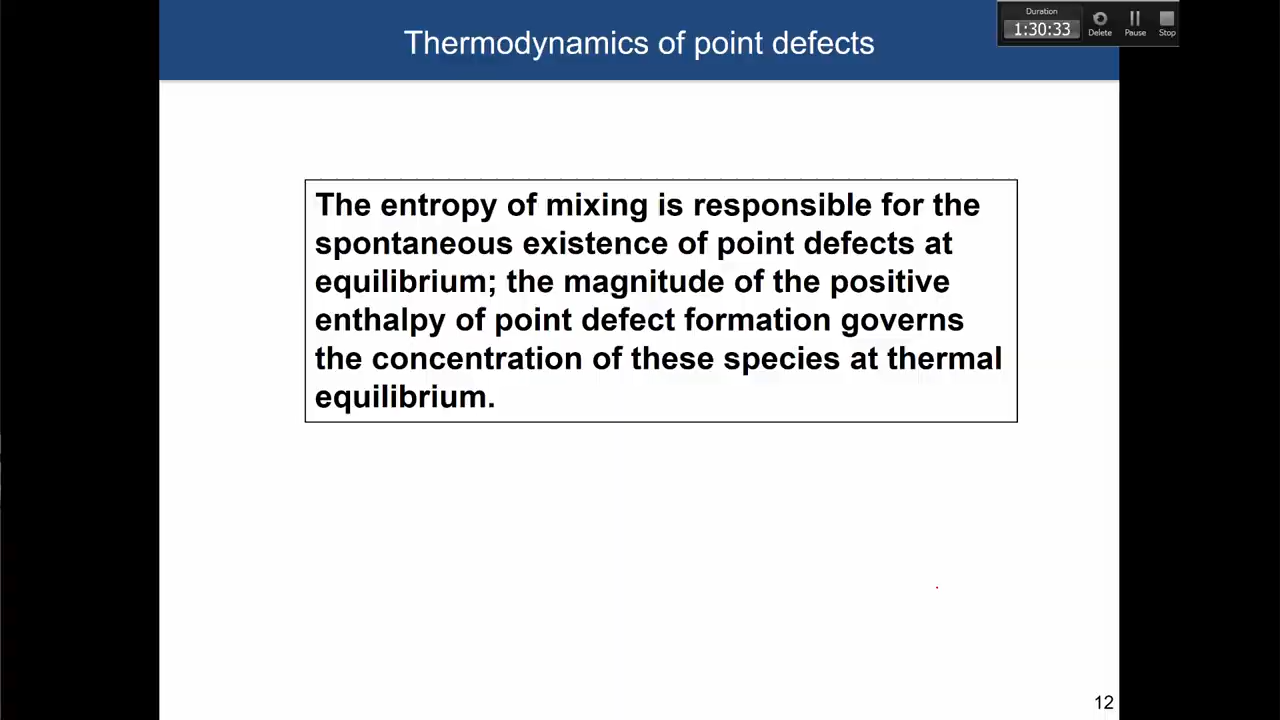 Thermodynamics of point defects
Duration
1:30:33
Delete
Pause
Stop
The entropy of mixing is responsible for the
spontaneous existence of point defects at
equilibrium; the magnitude of the positive
enthalpy of point defect formation governs
the concentration of these species at thermal
equilibrium.
12